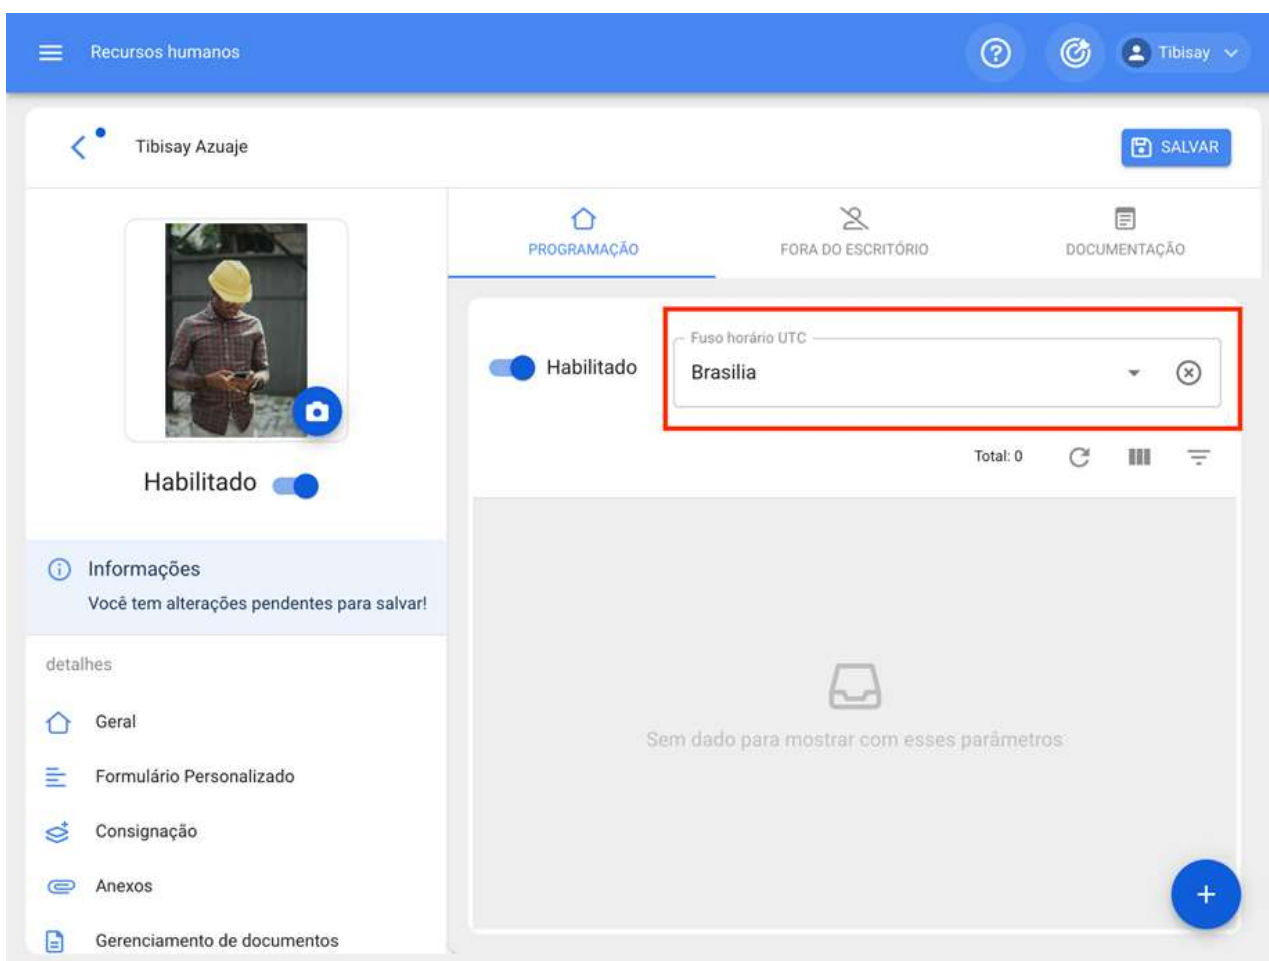 Recursos humanos
Tibisay
Tibisay Azuaje
SALVAR
PROGRAMAÇÃO
FORA DO ESCRITÓRIO
DOCUMENTAÇÃO
Habilitado
Fuso horário UTC
Brasilia
Total: 0
Habilitado
Informações
Você tem alterações pendentes para salvar!
detalhes
Geral
Formulário Personalizado
Consignação
Anexos
Gerenciamento de documentos
Sem dado para mostrar com esses parâmetros